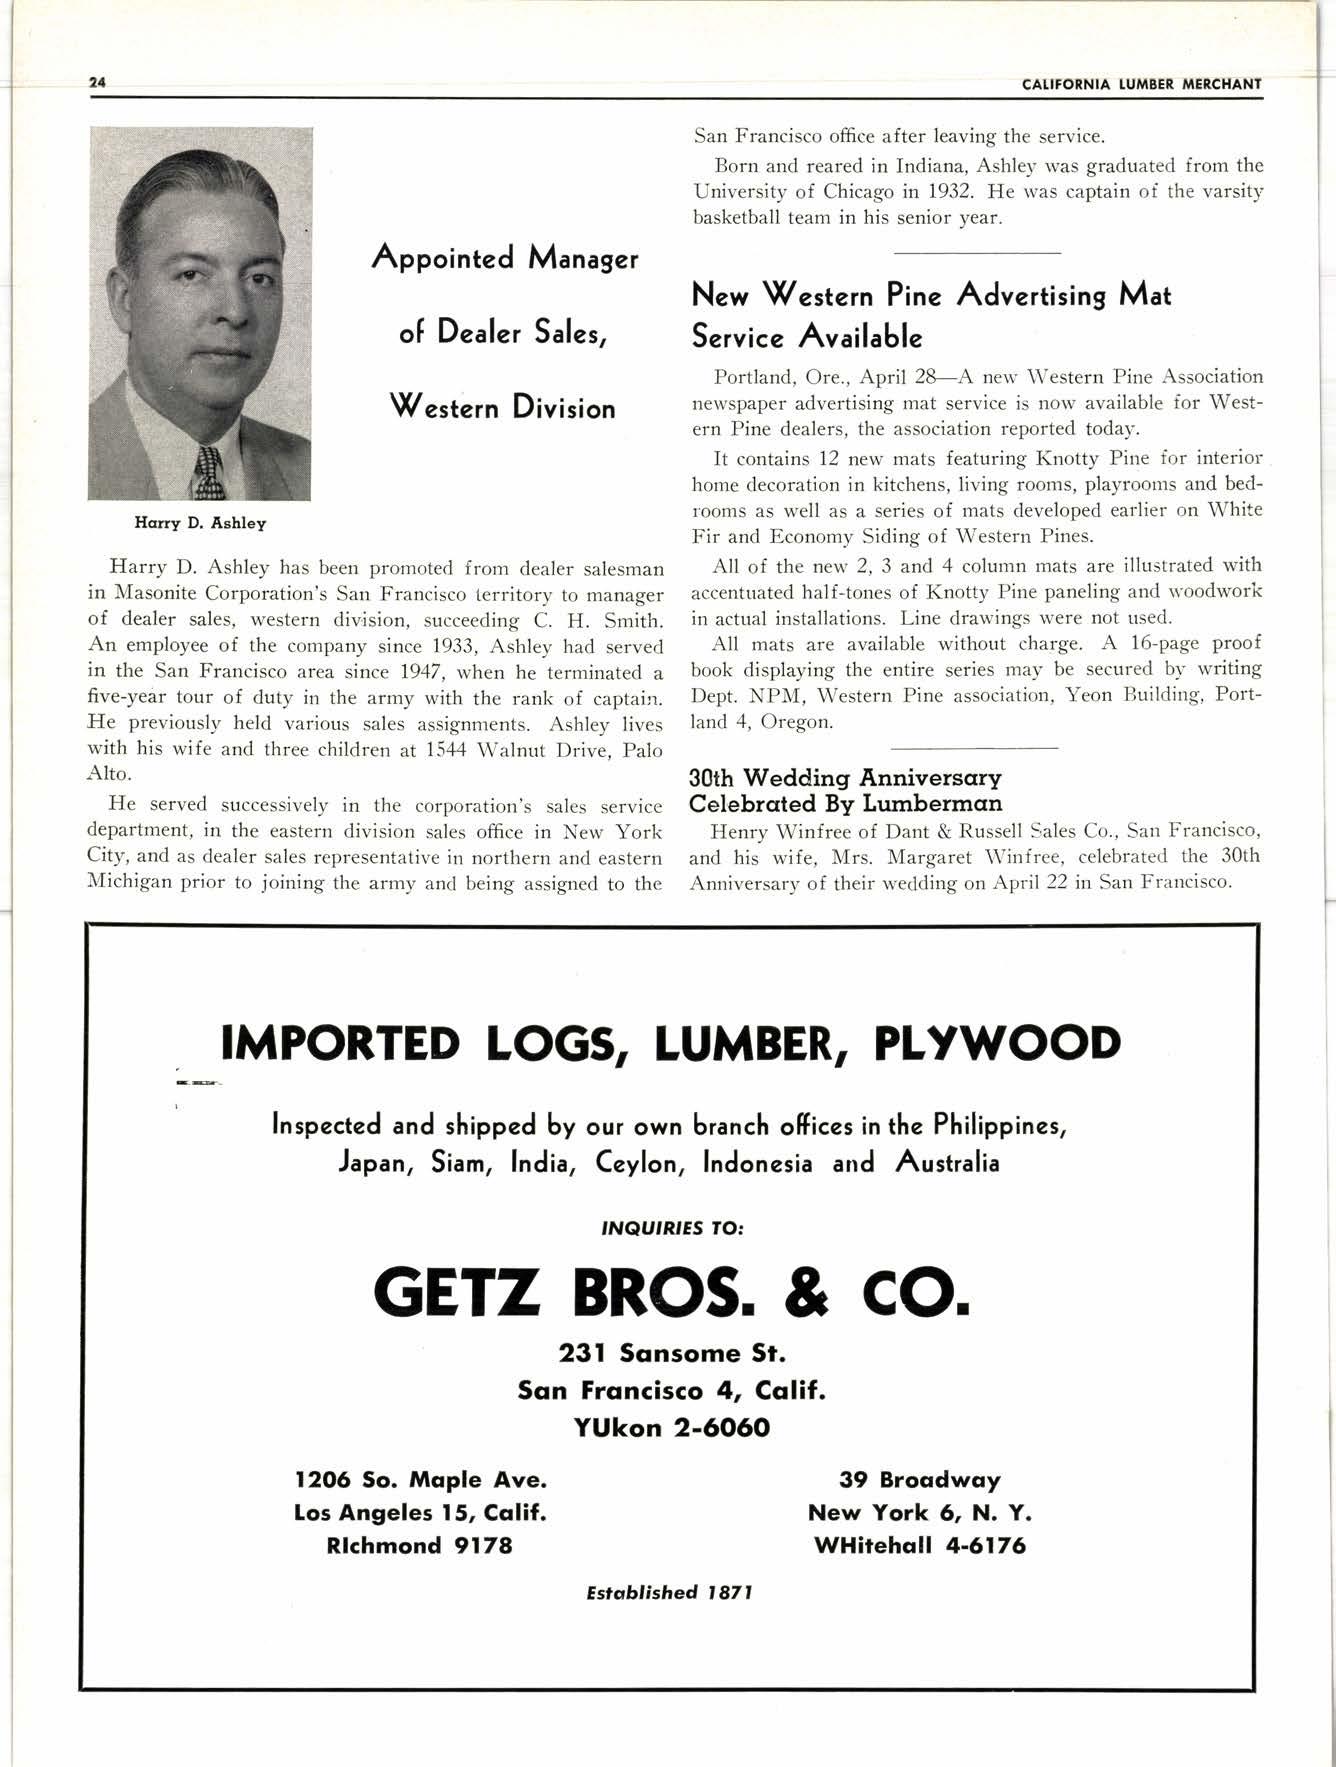 24
CALIFORNIA LUMBER MERCHANT
Harry D. Ashley
Appointed Manager
of Dealer Sales,
Western Division
Harry D. Ashley has been promoted from dealer salesman
in Masonite Corporation's San Francisco territory to manager
of dealer sales, western division, succeeding C. H. Smith.
An employee of the company since 1933, Ashley had served
in the San Francisco area since 1947, when he terminated a
five-year tour of duty in the army with the rank of captain.
He previously held various sales assignments. Ashley lives
with his wife and three children at 1544 Walnut Drive, Palo
Alto.
He served successively in the corporation's sales service
department, in the eastern division sales office in New York
City, and as dealer sales representative in northern and eastern
Michigan prior to joining the army and being assigned to the
San Francisco office after leaving the service.
Born and reared in Indiana, Ashley was graduated from the
University of Chicago in 1932. He was captain of the varsity
basketball team in his senior year.
New Western Pine Advertising Mat
Service Available
Portland, Ore., April 28—A new Western Pine Association
newspaper advertising mat service is now available for West-
ern Pine dealers, the association reported today.
It contains 12 new mats featuring Knotty Pine for interior
home decoration in kitchens, living rooms, playrooms and bed-
rooms as well as a series of mats developed earlier on White
Fir and Economy Siding of Western Pines.
All of the new 2, 3 and 4 column mats are illustrated with
accentuated half-tones of Knotty Pine paneling and woodwork
in actual installations. Line drawings were not used.
All mats are available without charge. A 16-page proof
book displaying the entire series may be secured by writing
Dept. NPM, Western Pine association, Yeon Building, Port-
land 4, Oregon.
30th Wedding Anniversary
Celebrated By Lumberman
Henry Winfree of Dant & Russell Sales Co., San Francisco,
and his wife, Mrs. Margaret Winfree, celebrated the 30th
Anniversary of their wedding on April 22 in San Francisco.
IMPORTED LOGS, LUMBER, PLYWOOD
Inspected and shipped by our own branch offices in the Philippines,
Japan, Siam, India, Ceylon, Indonesia and Australia
INQUIRIES TO:
GETZ BROS. & CO.
231 Sansome St.
San Francisco 4, Calif.
YUkon 2-6060
1206 So. Maple Ave.
Los Angeles 15, Calif.
RIchmond 9178
39 Broadway
New York 6, N. Y.
WHitehall 4-6176
Established 1871